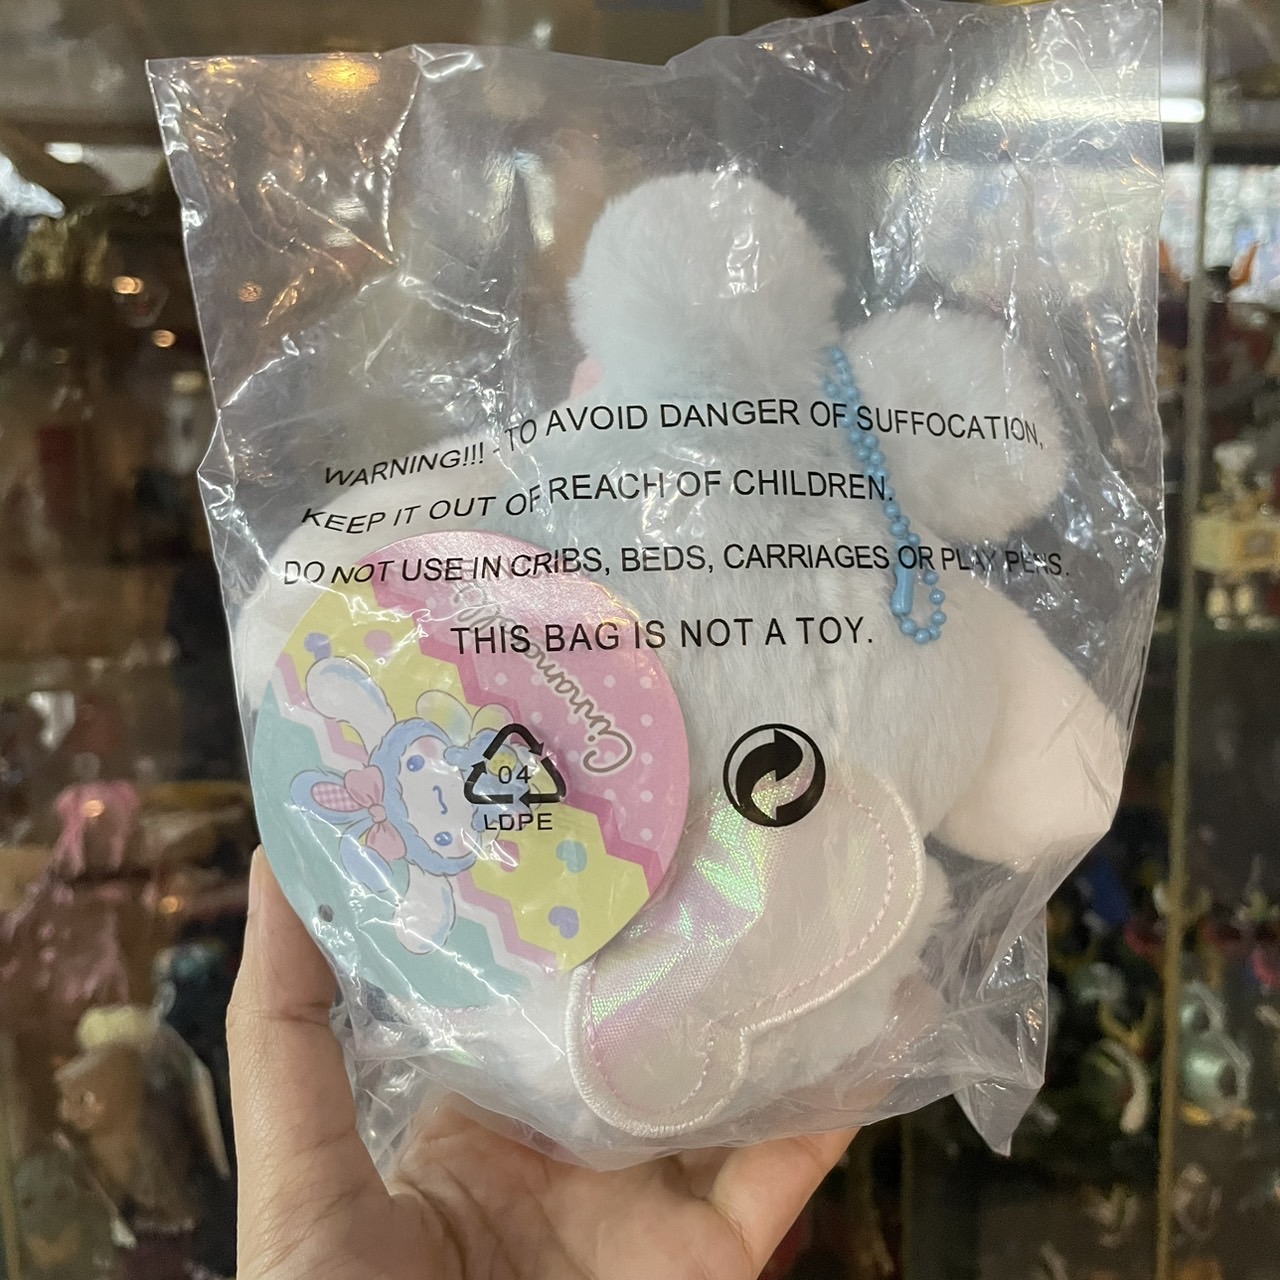 WARNING!!! - TO AVOID DANGER OF SUFFOCATION,
KEEP IT OUT OF REACH OF CHILDREN.
DO NOT USE IN CRIBS, BEDS, CARRIAGES OR PLAY PENS.
THIS BAG IS NOT A TOY.
Cinnamoroll
04
LDPE